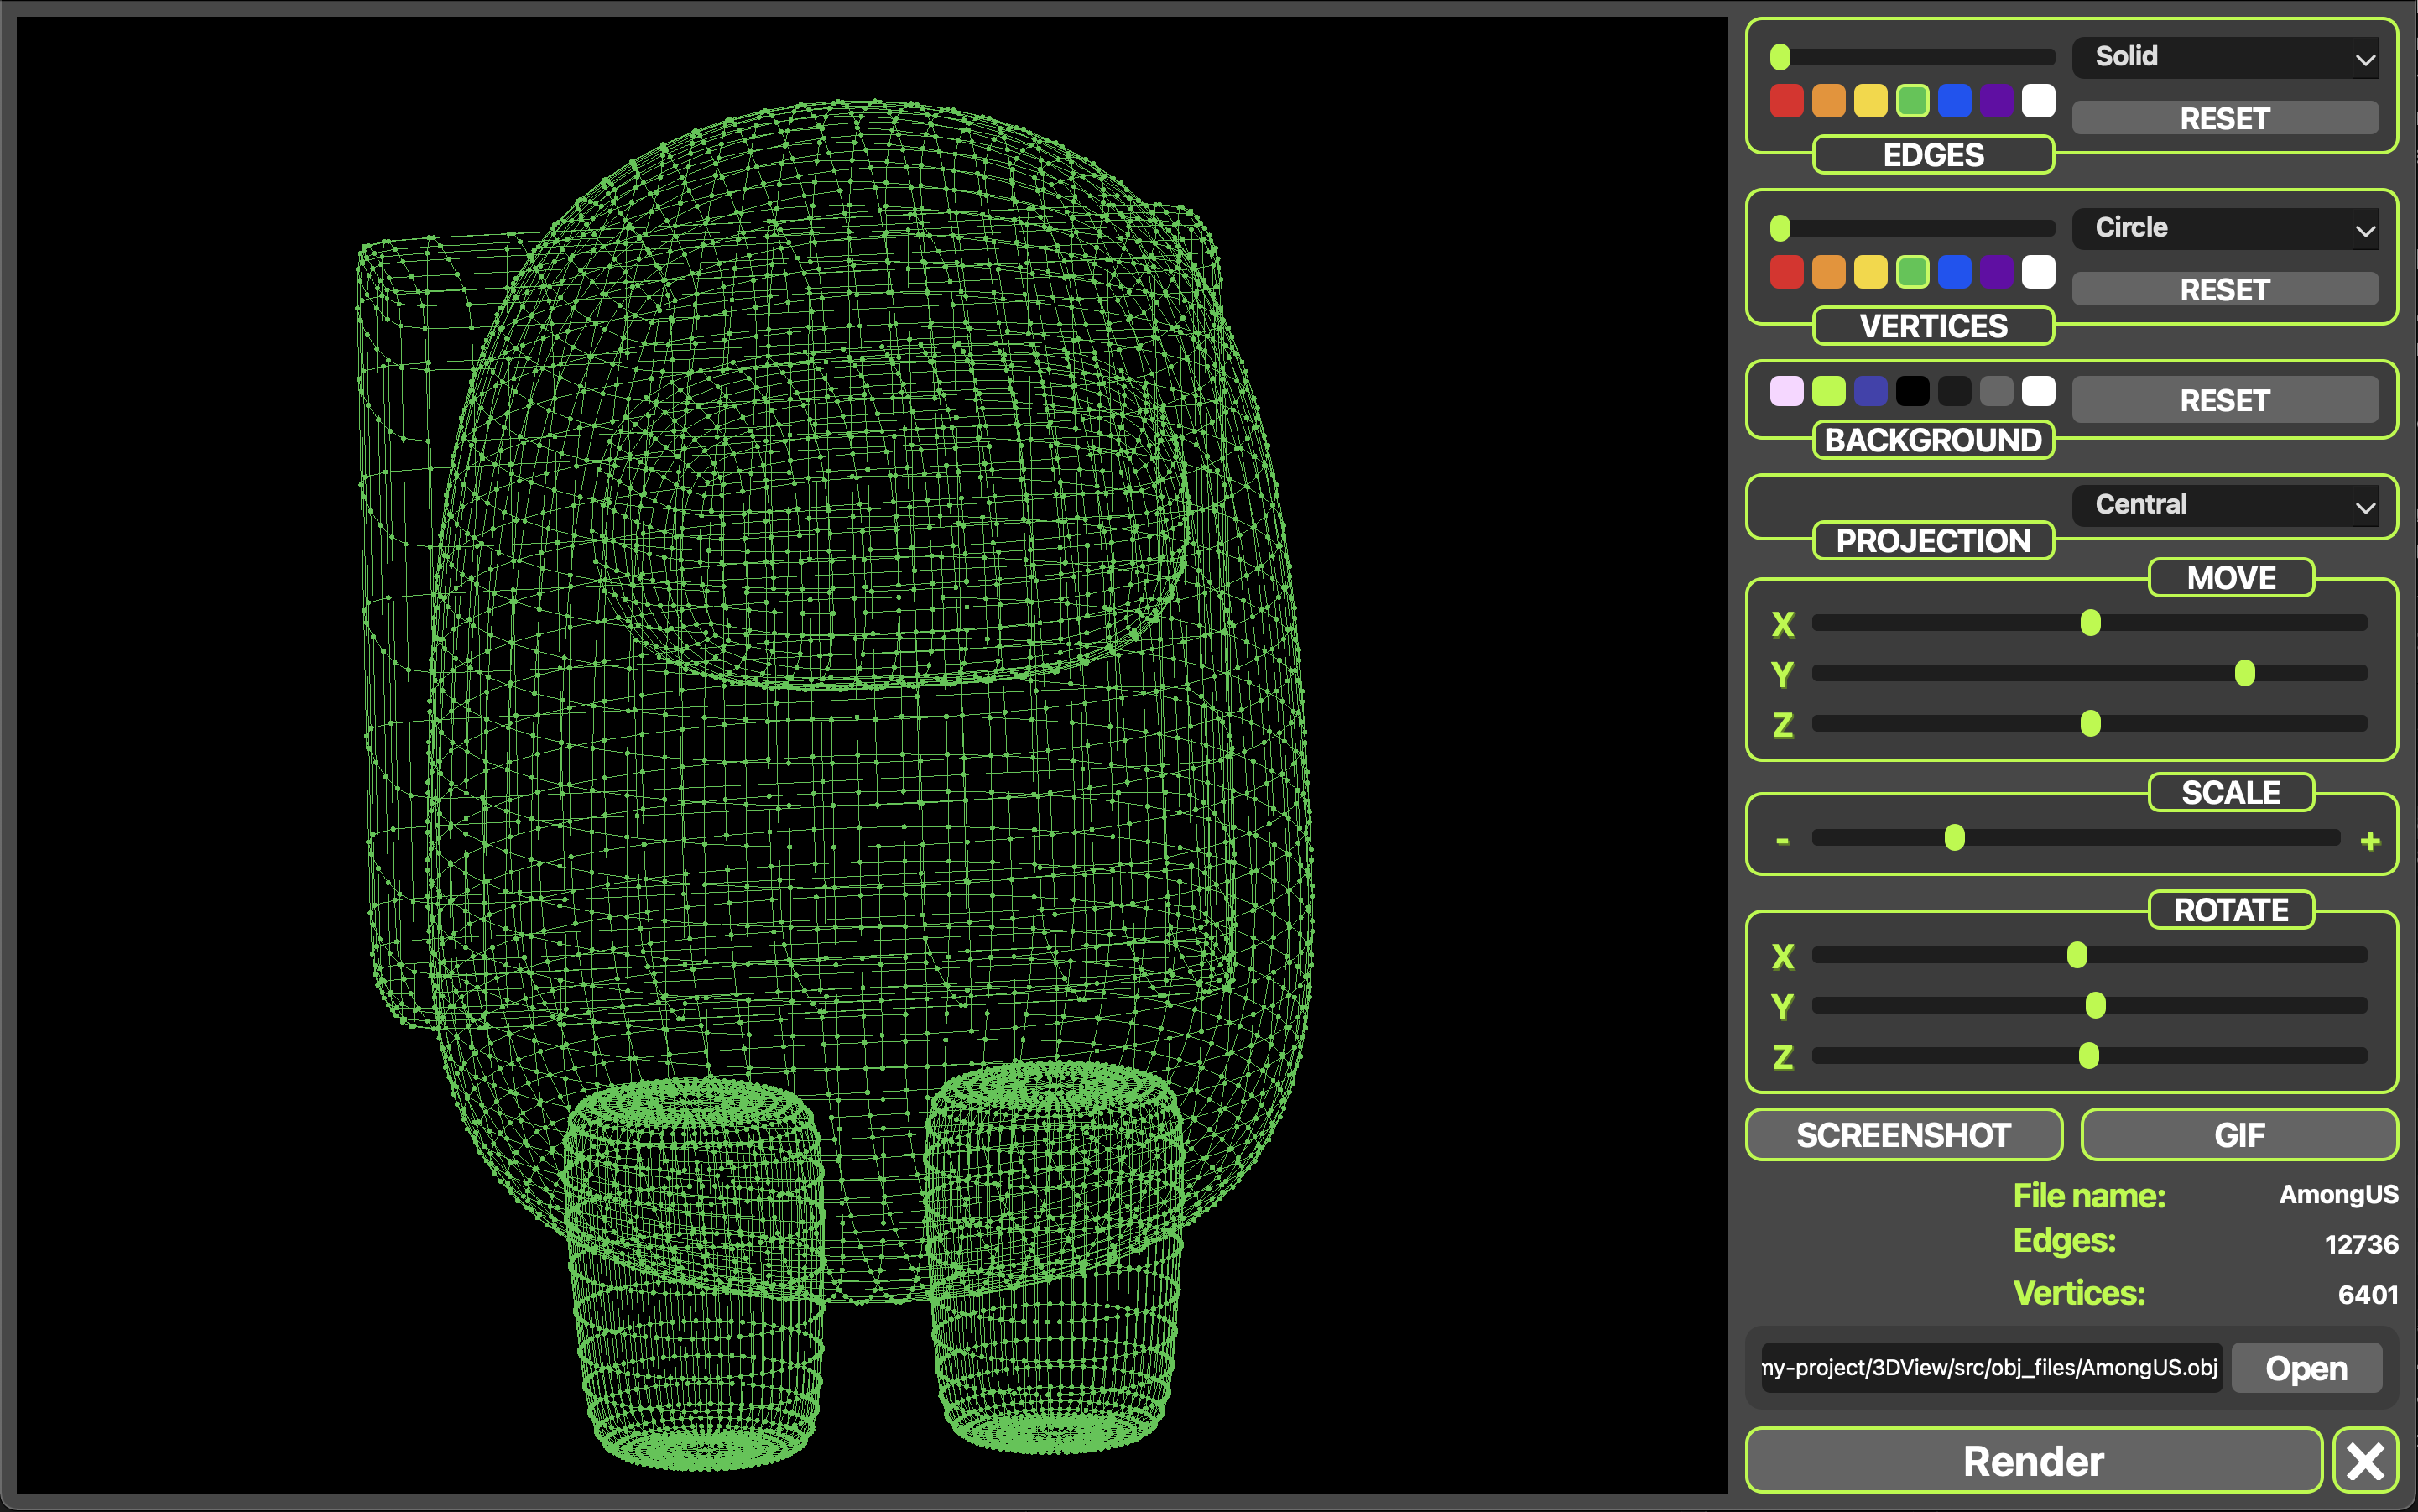 Solid
RESET
EDGES
Circle
RESET
VERTICES
RESET
BACKGROUND
Central
PROJECTION
MOVE
X
Y
Z
SCALE
- +
ROTATE
X
Y
Z
SCREENSHOT GIF
File name: AmongUS
Edges: 12736
Vertices: 6401
my-project/3DView/src/obj_files/AmongUS.obj Open
Render